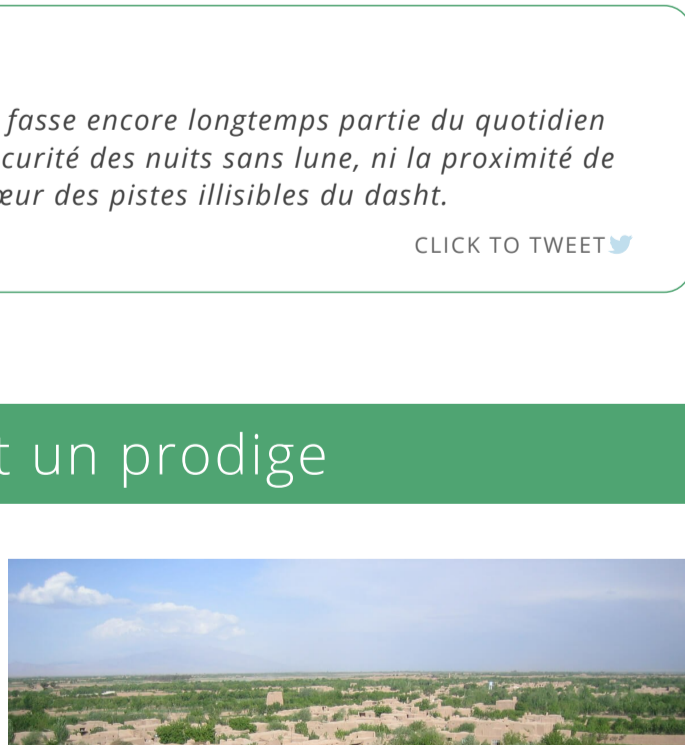 fasse encore longtemps partie du quotidien
curité des nuits sans lune, ni la proximité de
œur des pistes illisibles du dasht.
CLICK TO TWEET
t un prodige